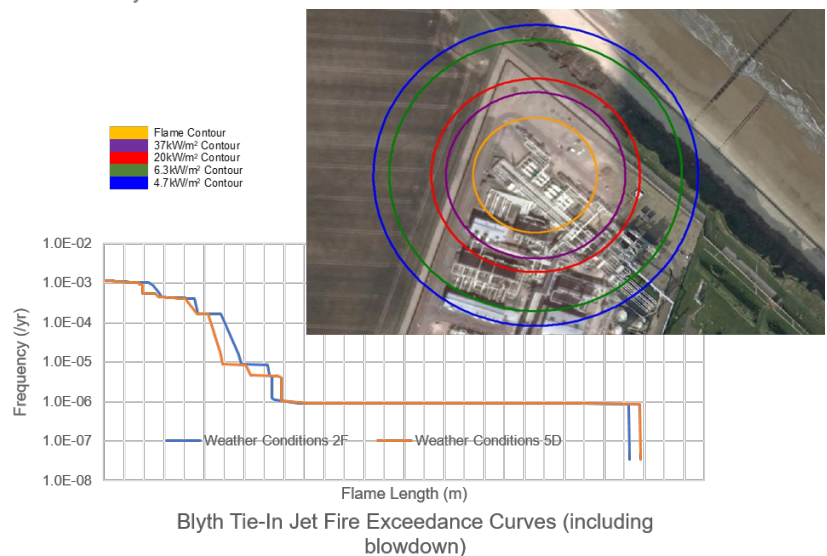 Flame Contour
37kW/m² Contour
20kW/m² Contour
6.3kW/m² Contour
4.7kW/m² Contour
1.0E-02
1.0E-03
1.0E-04
1.0E-05
1.0E-06
1.0E-07
1.0E-08
Frequency (/yr)
Weather Conditions 2F
Weather Conditions 5D
Flame Length (m)
Blyth Tie-In Jet Fire Exceedance Curves (including
blowdown)